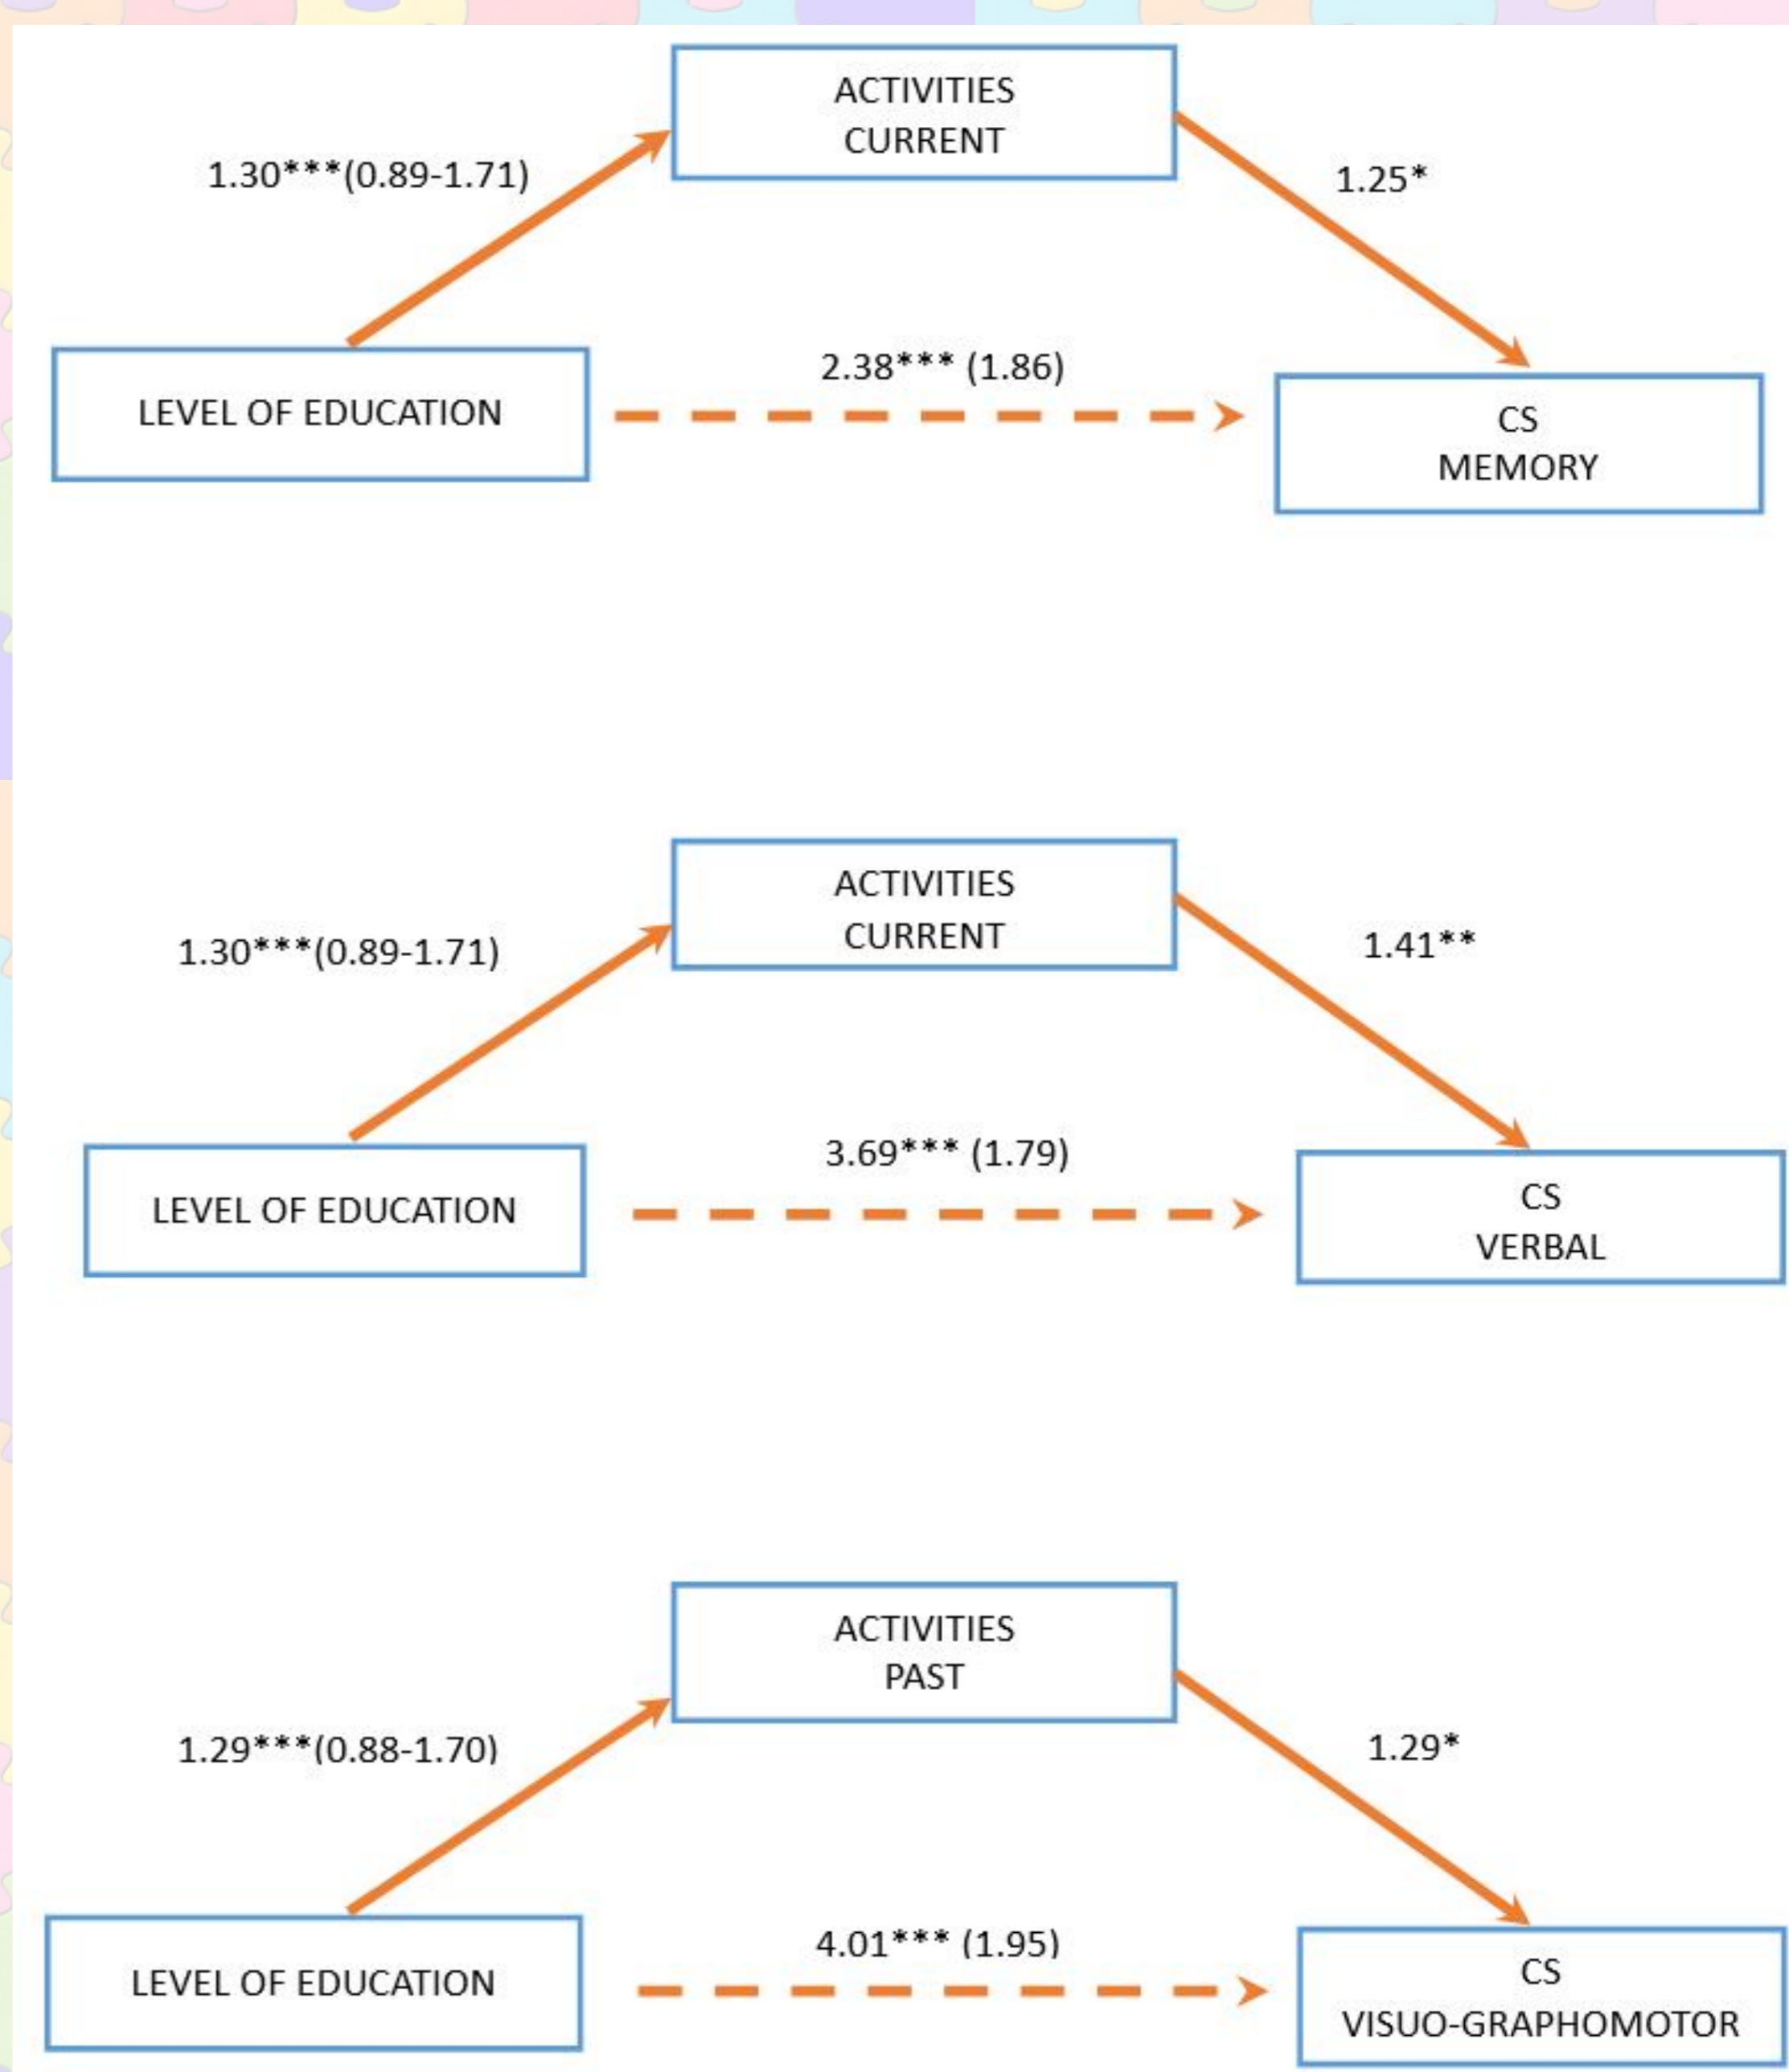 ACTIVITIES
CURRENT
1.30***(0.89-1.71)
1.25*
2.38*** (1.86)
LEVEL OF EDUCATION
CS
MEMORY
ACTIVITIES
CURRENT
1.30***(0.89-1.71)
1.41**
3.69*** (1.79)
LEVEL OF EDUCATION
CS
VERBAL
ACTIVITIES
PAST
1.29***(0.88-1.70)
1.29*
4.01*** (1.95)
LEVEL OF EDUCATION
CS
VISUO-GRAPHOMOTOR